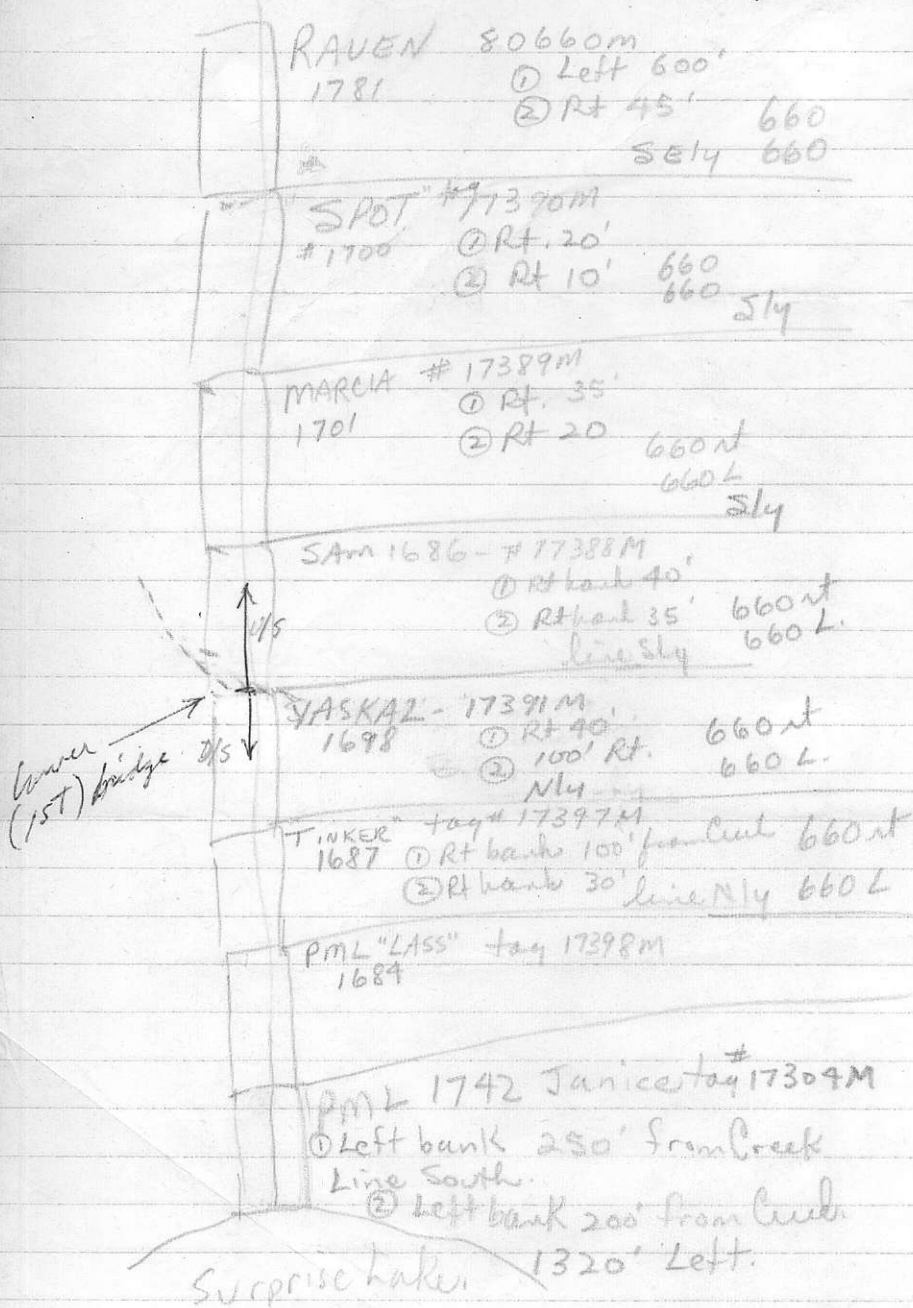 RAVEN 80660M
1781 ① Left 600'
② Rt 45' 660
SEly 660
"SPOT" #17390M
#1700 ① Rt. 20'
② Rt 10' 660
660
Sly
MARCIA # 17389M
1701 ① Rt. 35'
② Rt 20
660 rt
660 L
Sly
SAM 1686 - # 17388M
① Rt bank 40'
② Rt bank 35' 660 rt
line Sly 660 L.
U/S
YASKAZ - 17391M
1698 ① Rt 40' 660 rt
② 100' Rt. 660 L.
Nly
D/S
Lower
(1ST) bridge
"TINKER" tag # 17397M
1687 ① Rt bank 100' from Creek 660 rt
② Rt bank 30' line Nly 660 L
PML "LASS" tag 17398M
1684
PML 1742 Janice tag # 17304M
① Left bank 250' from Creek
Line South.
② Left bank 200' from Creek
1320' Left.
Surprise Lake.